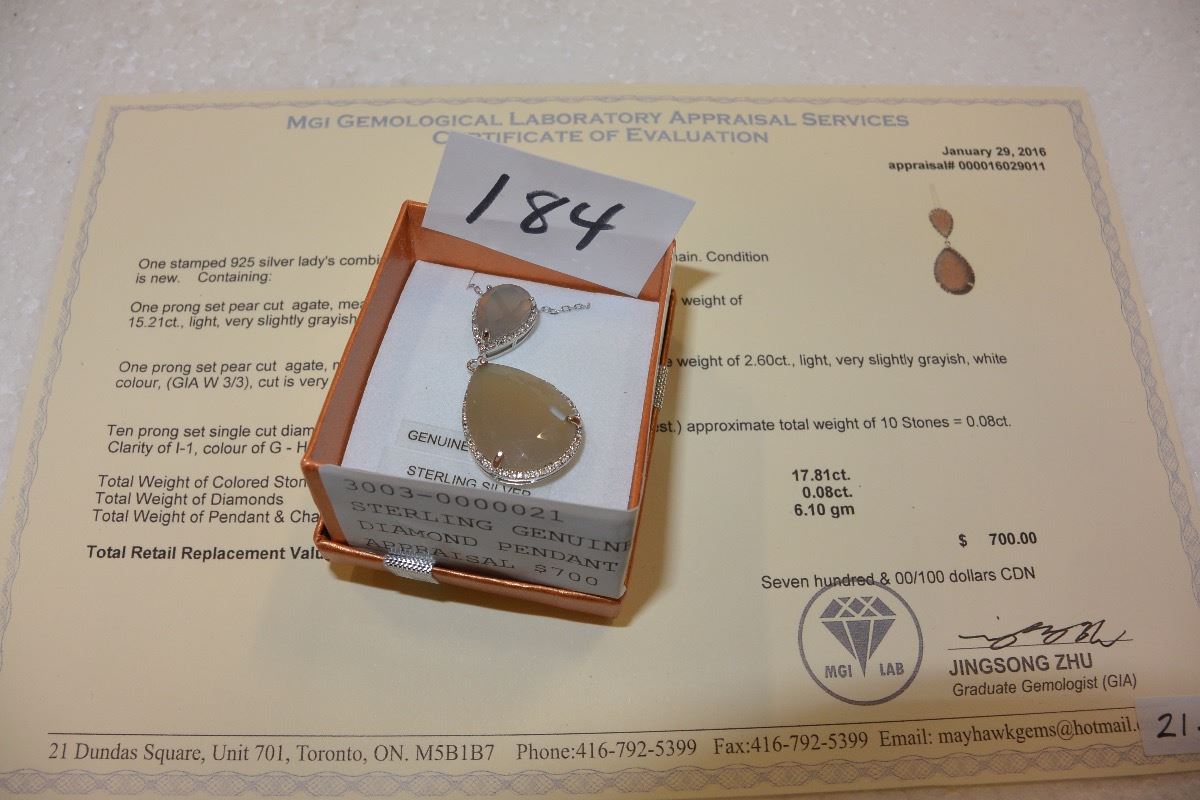 MGI GEMOLOGICAL LABORATORY APPRAISAL SERVICES
CERTIFICATE OF EVALUATION
January 29, 2016
appraisal# 000016029011
184
One stamped 925 silver lady's combi
ain. Condition
is new. Containing:
One prong set pear cut agate, mea
weight of
15.21ct., light, very slightly grayish
One prong set pear cut agate, m
weight of 2.60ct., light, very slightly grayish, white
colour, (GIA W 3/3), cut is very
Ten prong set single cut diam
est.) approximate total weight of 10 Stones = 0.08ct.
Clarity of I-1, colour of G - H
Total Weight of Colored Ston
17.81ct.
Total Weight of Diamonds
0.08ct.
Total Weight of Pendant & Cha
6.10 gm
Total Retail Replacement Valu
$ 700.00
Seven hundred & 00/100 dollars CDN
GENUINE
STERLING SILVER
3003-0000021
STERLING GENUINE
DIAMOND PENDANT
APPRAISAL $700
MGI LAB
JINGSONG ZHU
Graduate Gemologist (GIA)
21 Dundas Square, Unit 701, Toronto, ON. M5B1B7 Phone:416-792-5399 Fax:416-792-5399 Email: mayhawkgems@hotmail.
21